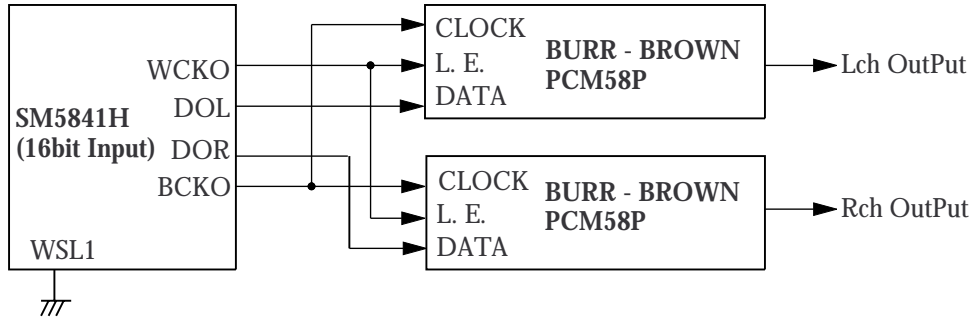 SM5841H
(16bit Input)
WCKO
DOL
DOR
BCKO
WSL1
CLOCK
L. E.
DATA
BURR - BROWN
PCM58P
Lch OutPut
CLOCK
L. E.
DATA
BURR - BROWN
PCM58P
Rch OutPut